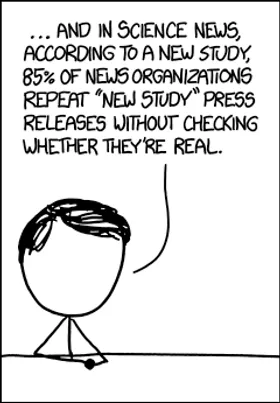 ... AND IN SCIENCE NEWS,
ACCORDING TO A NEW STUDY,
85% OF NEWS ORGANIZATIONS
REPEAT "NEW STUDY" PRESS
RELEASES WITHOUT CHECKING
WHETHER THEY'RE REAL.